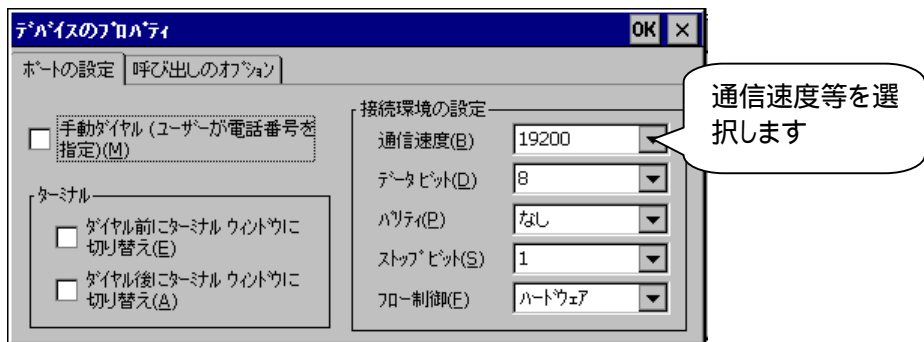 ﾃﾞﾊﾞｲｽのﾌﾟﾛﾊﾟﾃｨ OK ×
ﾎﾟｰﾄの設定 呼び出しのｵﾌﾟｼｮﾝ
手動ﾀﾞｲﾔﾙ (ﾕｰｻﾞｰが電話番号を
指定)(M)
ﾀｰﾐﾅﾙ
ﾀﾞｲﾔﾙ前にﾀｰﾐﾅﾙ ｳｨﾝﾄﾞｳに
切り替え(E)
ﾀﾞｲﾔﾙ後にﾀｰﾐﾅﾙ ｳｨﾝﾄﾞｳに
切り替え(A)
接続環境の設定
通信速度(B) 19200
ﾃﾞｰﾀ ﾋﾞｯﾄ(D) 8
ﾊﾟﾘﾃｨ(P) なし
ｽﾄｯﾌﾟ ﾋﾞｯﾄ(S) 1
ﾌﾛｰ制御(F) ﾊｰﾄﾞｳｪｱ
通信速度等を選
択します